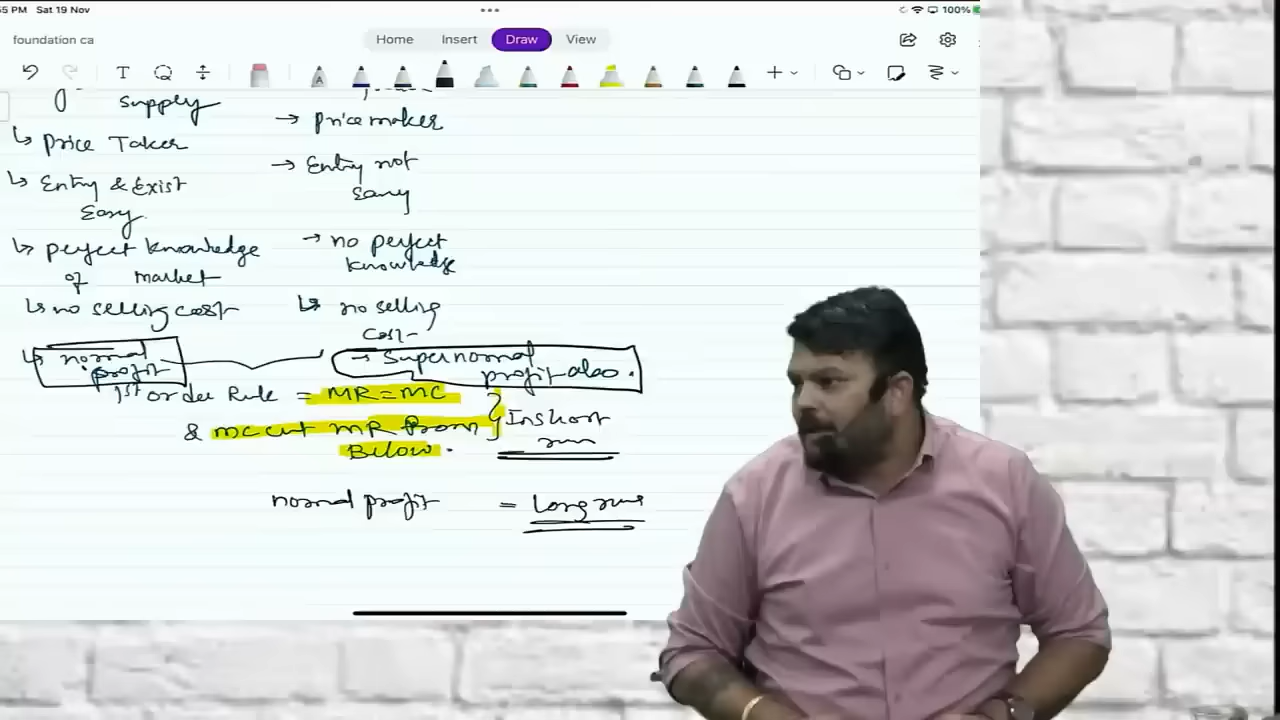 55 PM Sat 19 Nov
100%
foundation ca
Home Insert Draw View
supply
Price Taker
Entry & Exist
Easy
perfect knowledge
of market
no selling cost
normal
profit
Price maker
Entry not
Easy
no perfect
knowledge
no selling
cost
Supernormal
profit also.
1st order Rule = MR=MC
& MC cut MR from
Below.
In short
run
normal profit = Long run